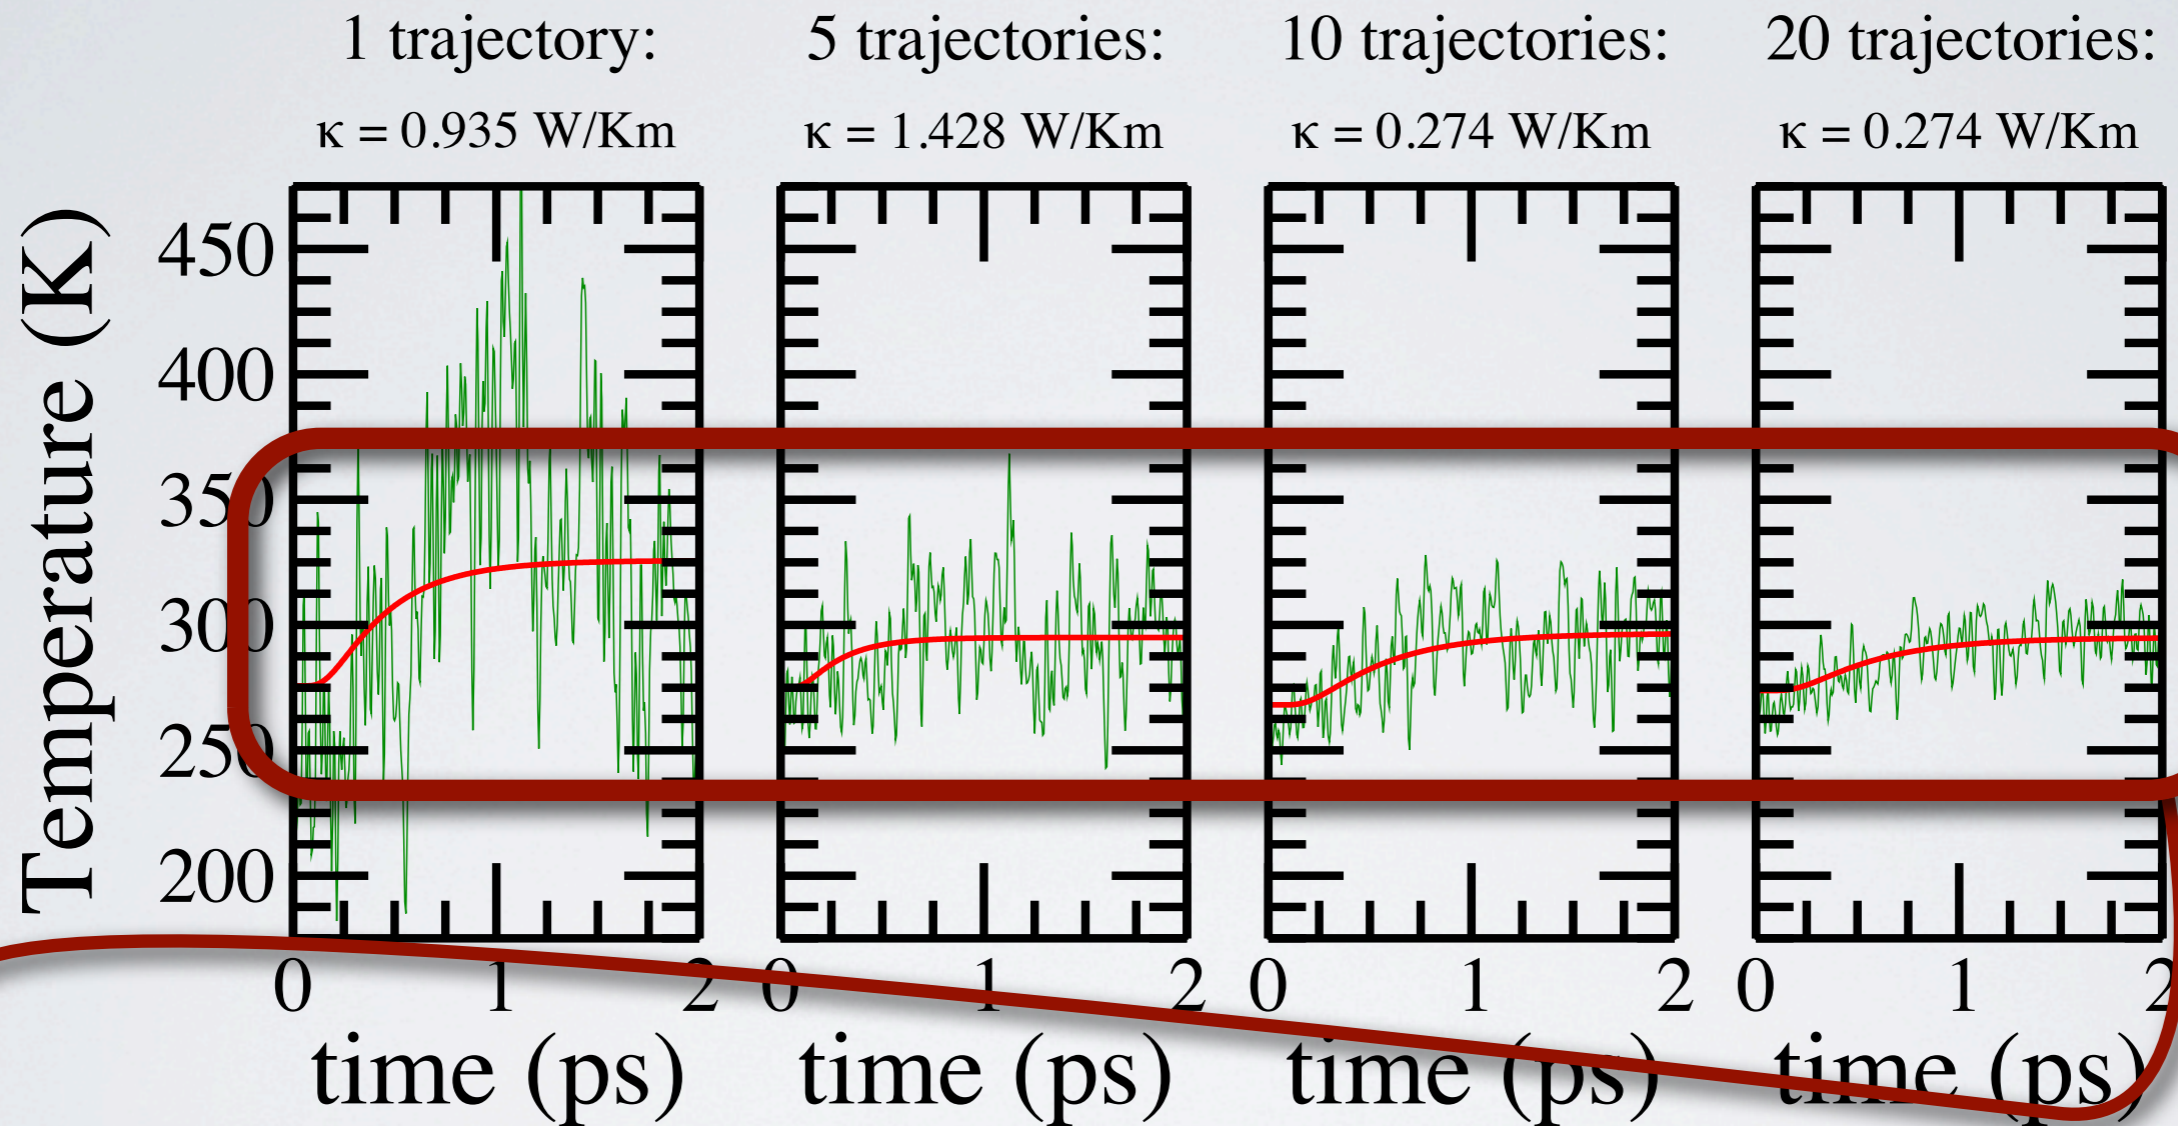 1 trajectory: 5 trajectories: 10 trajectories: 20 trajectories:
κ = 0.935 W/Km κ = 1.428 W/Km κ = 0.274 W/Km κ = 0.274 W/Km
Temperature (K)
450
400
350
300
250
200
0 1 2 0 1 2 0 1 2 0 1 2
time (ps) time (ps) time (ps) time (ps)